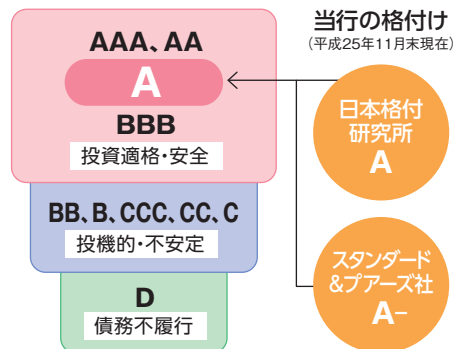 AAA、AA
A
BBB
投資適格・安全
BB、B、CCC、CC、C
投機的・不安定
D
債務不履行
当行の格付け
(平成25年11月末現在)
日本格付
研究所
A
スタンダード
&プアーズ社
A−